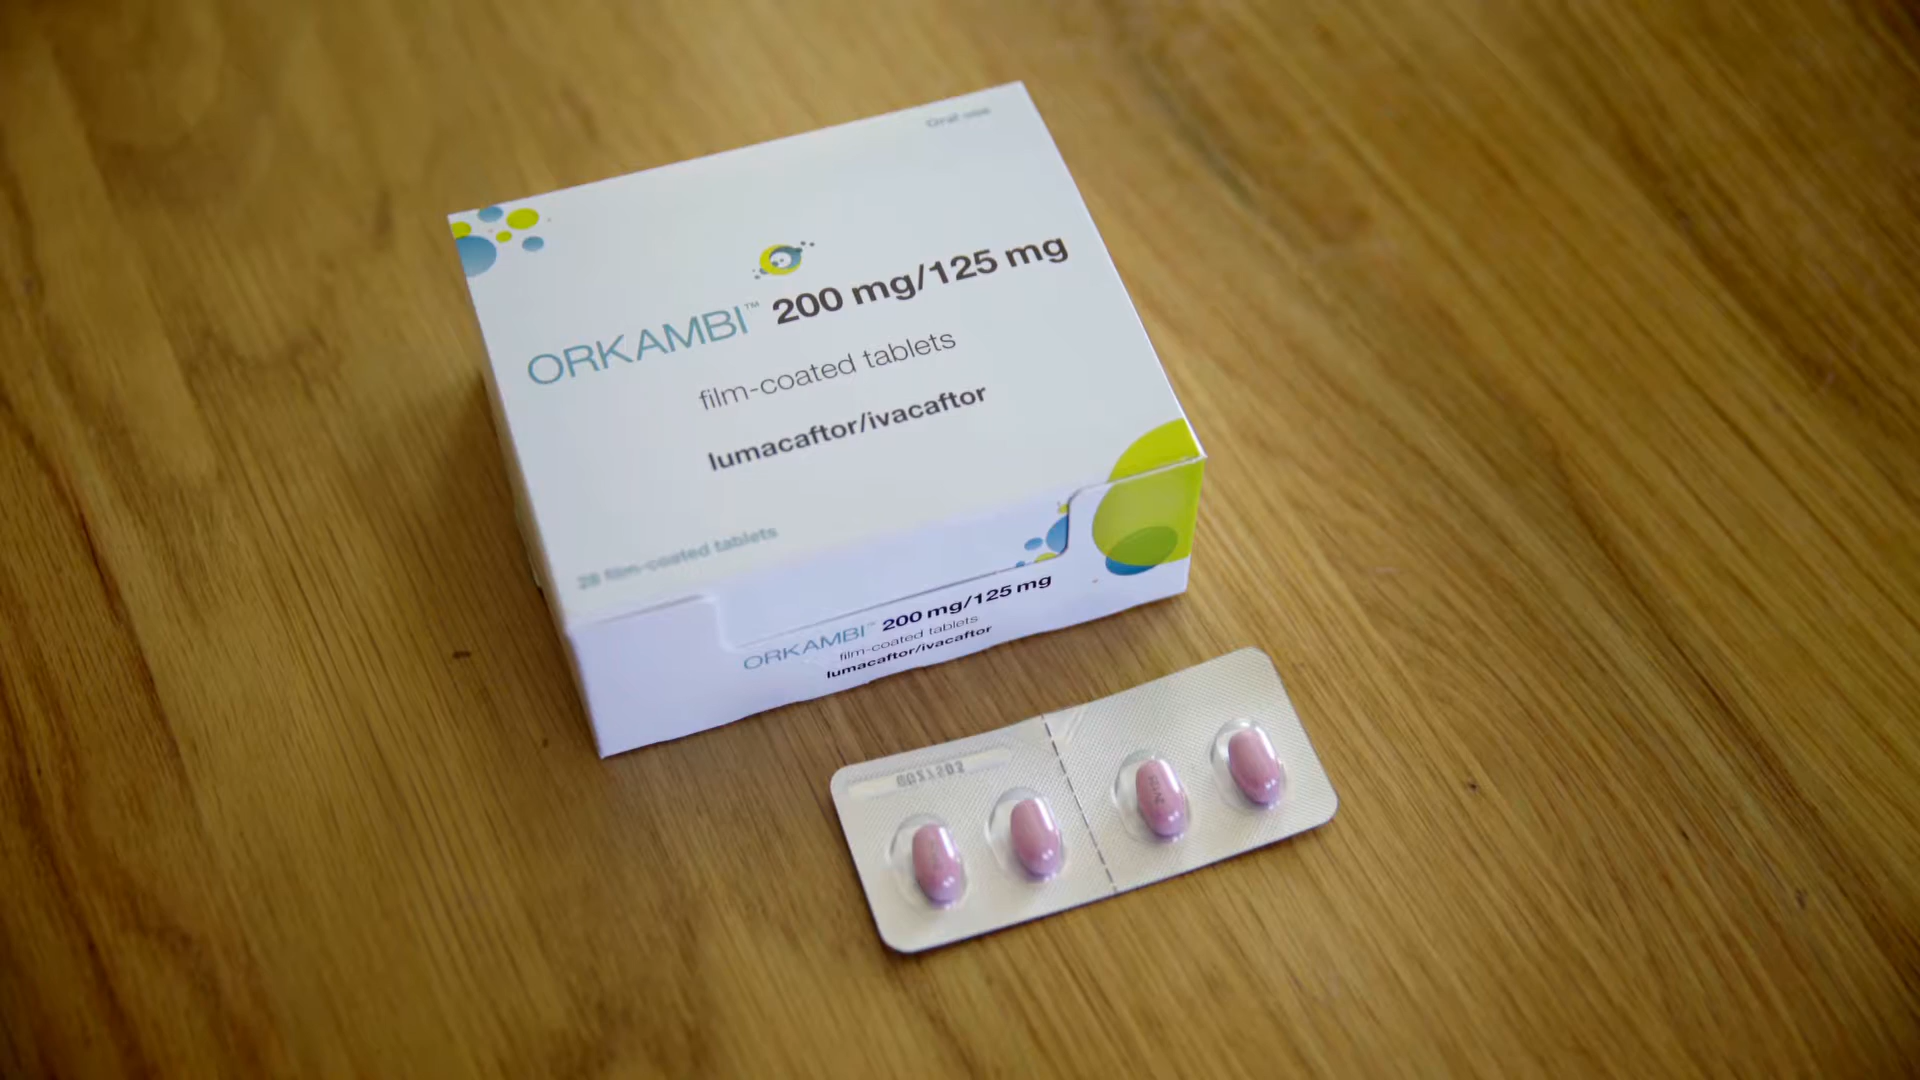 Oral use
ORKAMBI™ 200 mg/125 mg
film-coated tablets
lumacaftor/ivacaftor
28 film-coated tablets
ORKAMBI™ 200 mg/125 mg
film-coated tablets
lumacaftor/ivacaftor